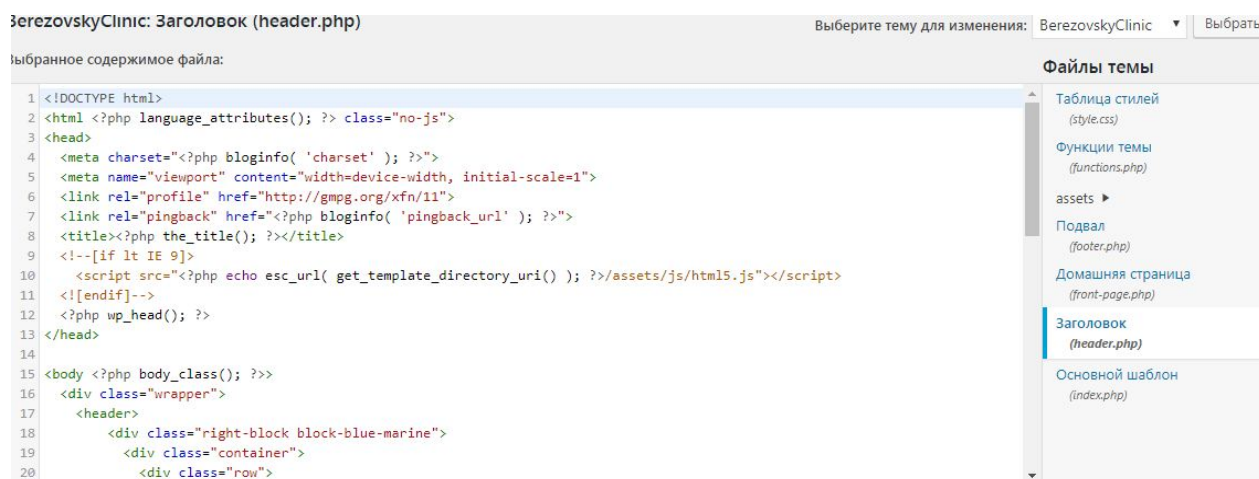 BerezovskyClinic: Заголовок (header.php)
Выберите тему для изменения: BerezovskyClinic ▼ Выбрать
Выбранное содержимое файла:
1 <!DOCTYPE html>
2 <html <?php language_attributes(); ?> class="no-js">
3 <head>
4   <meta charset="<?php bloginfo( 'charset' ); ?>">
5   <meta name="viewport" content="width=device-width, initial-scale=1">
6   <link rel="profile" href="http://gmpg.org/xfn/11">
7   <link rel="pingback" href="<?php bloginfo( 'pingback_url' ); ?>">
8   <title><?php the_title(); ?></title>
9   <!--[if lt IE 9]>
10     <script src="<?php echo esc_url( get_template_directory_uri() ); ?>/assets/js/html5.js"></script>
11   <![endif]-->
12   <?php wp_head(); ?>
13 </head>
14
15 <body <?php body_class(); ?>>
16   <div class="wrapper">
17     <header>
18         <div class="right-block block-blue-marine">
19           <div class="container">
20             <div class="row">
Файлы темы
Таблица стилей
(style.css)
Функции темы
(functions.php)
assets ▶
Подвал
(footer.php)
Домашняя страница
(front-page.php)
Заголовок
(header.php)
Основной шаблон
(index.php)